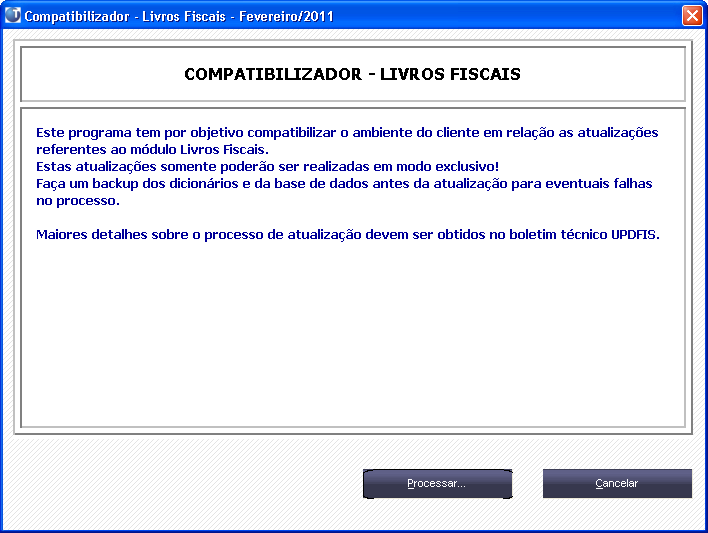 Compatibilizador - Livros Fiscais - Fevereiro/2011
COMPATIBILIZADOR - LIVROS FISCAIS
Este programa tem por objetivo compatibilizar o ambiente do cliente em relação as atualizações
referentes ao módulo Livros Fiscais.
Estas atualizações somente poderão ser realizadas em modo exclusivo!
Faça um backup dos dicionários e da base de dados antes da atualização para eventuais falhas
no processo.
Maiores detalhes sobre o processo de atualização devem ser obtidos no boletim técnico UPDFIS.
Processar...
Cancelar